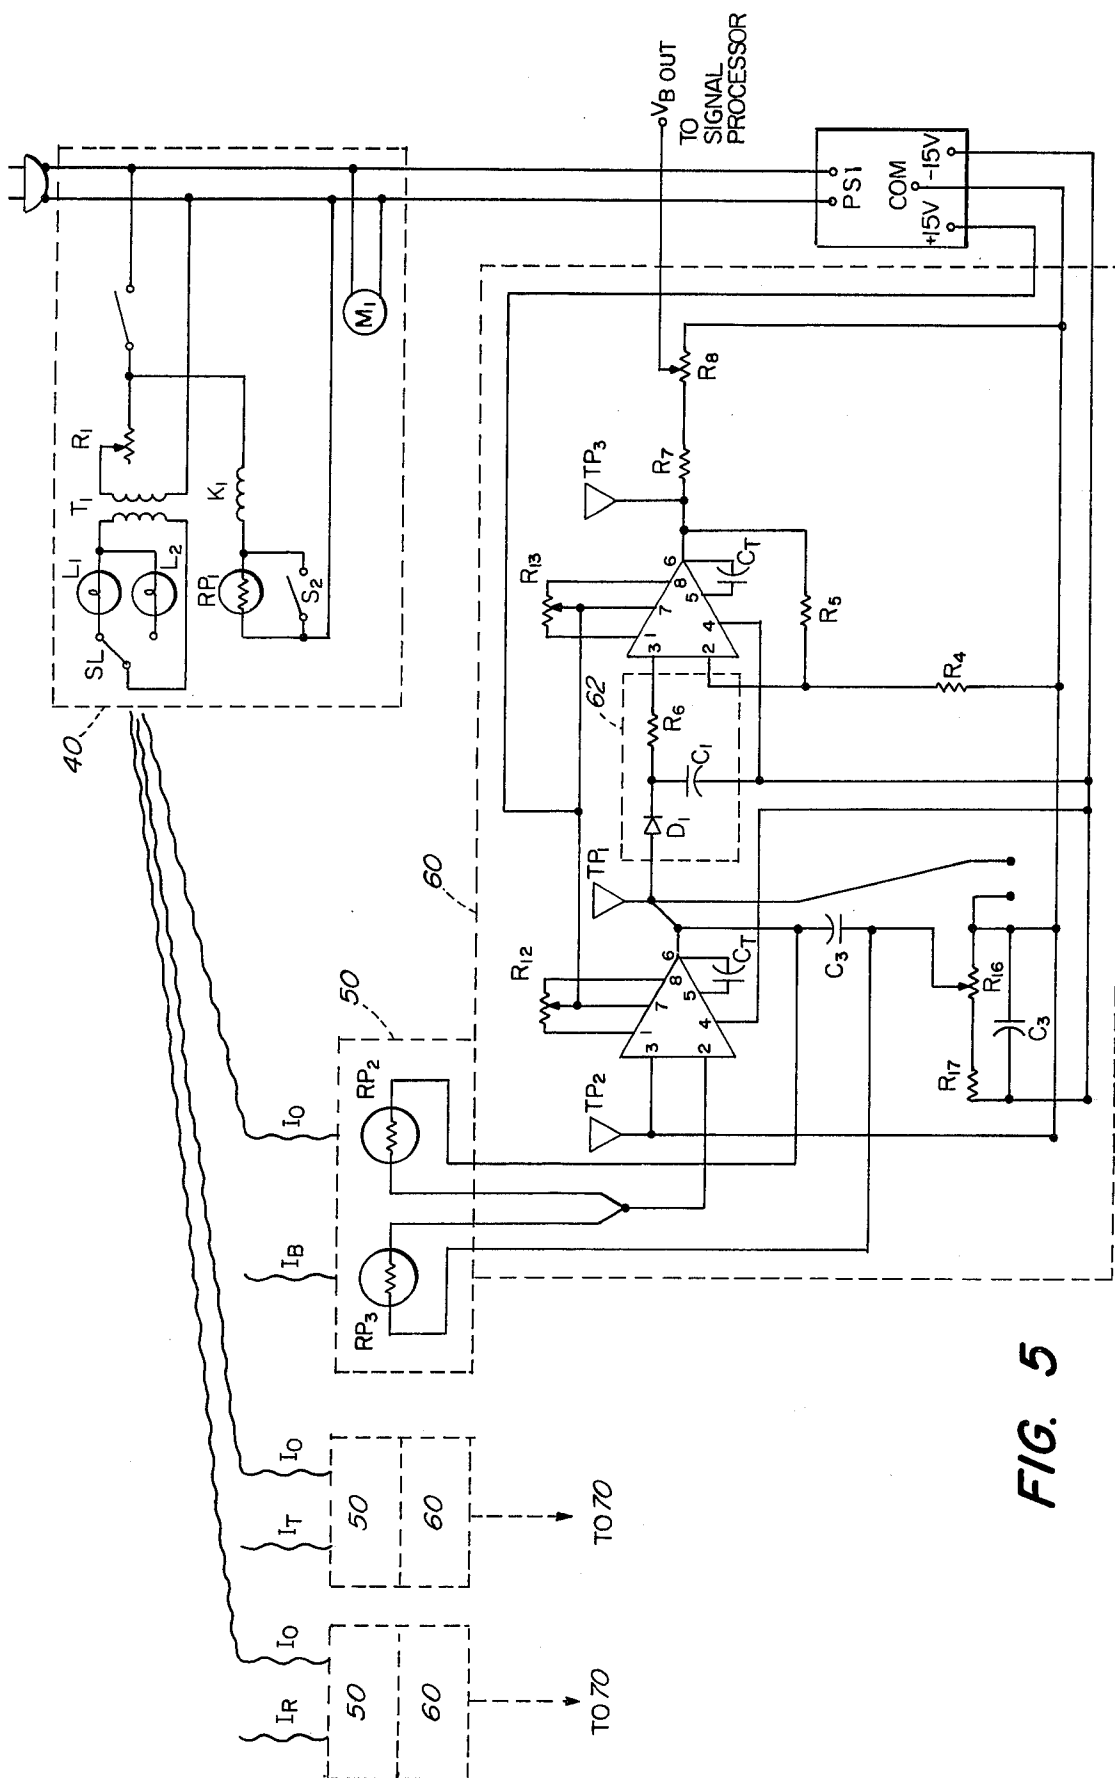 40
SL
L1
L2
T1
R1
RP1
S2
K1
M1
VB OUT
TO
SIGNAL
PROCESSOR
PS1
COM
+15V
-15V
60
50
IO
IB
RP2
RP3
TP2
R12
3
2
1
7
8
4
5
6
CT
TP1
62
D1
C1
R6
R13
3
2
1
7
8
4
5
6
CT
TP3
R7
R8
R5
R4
C3
R16
R17
C3
IO
IT
50
60
TO 70
IO
IR
50
60
TO 70
FIG. 5